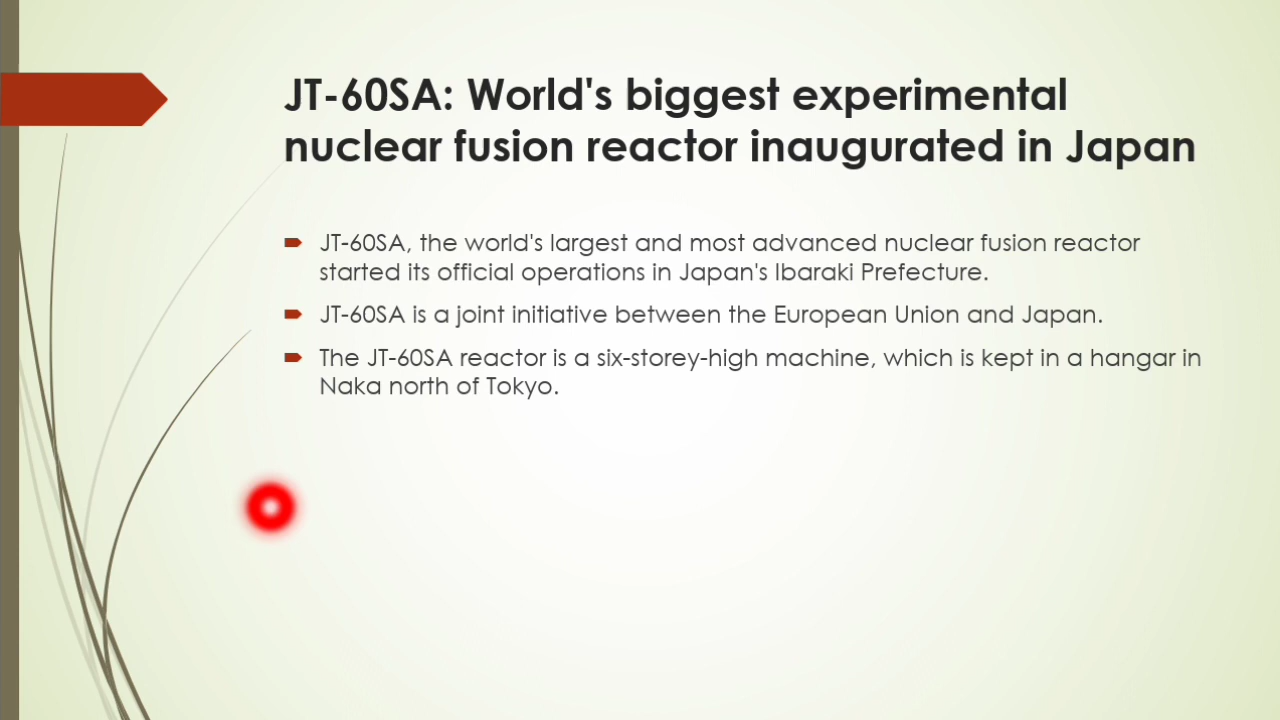 JT-60SA: World's biggest experimental
nuclear fusion reactor inaugurated in Japan
JT-60SA, the world's largest and most advanced nuclear fusion reactor
started its official operations in Japan's Ibaraki Prefecture.
JT-60SA is a joint initiative between the European Union and Japan.
The JT-60SA reactor is a six-storey-high machine, which is kept in a hangar in
Naka north of Tokyo.